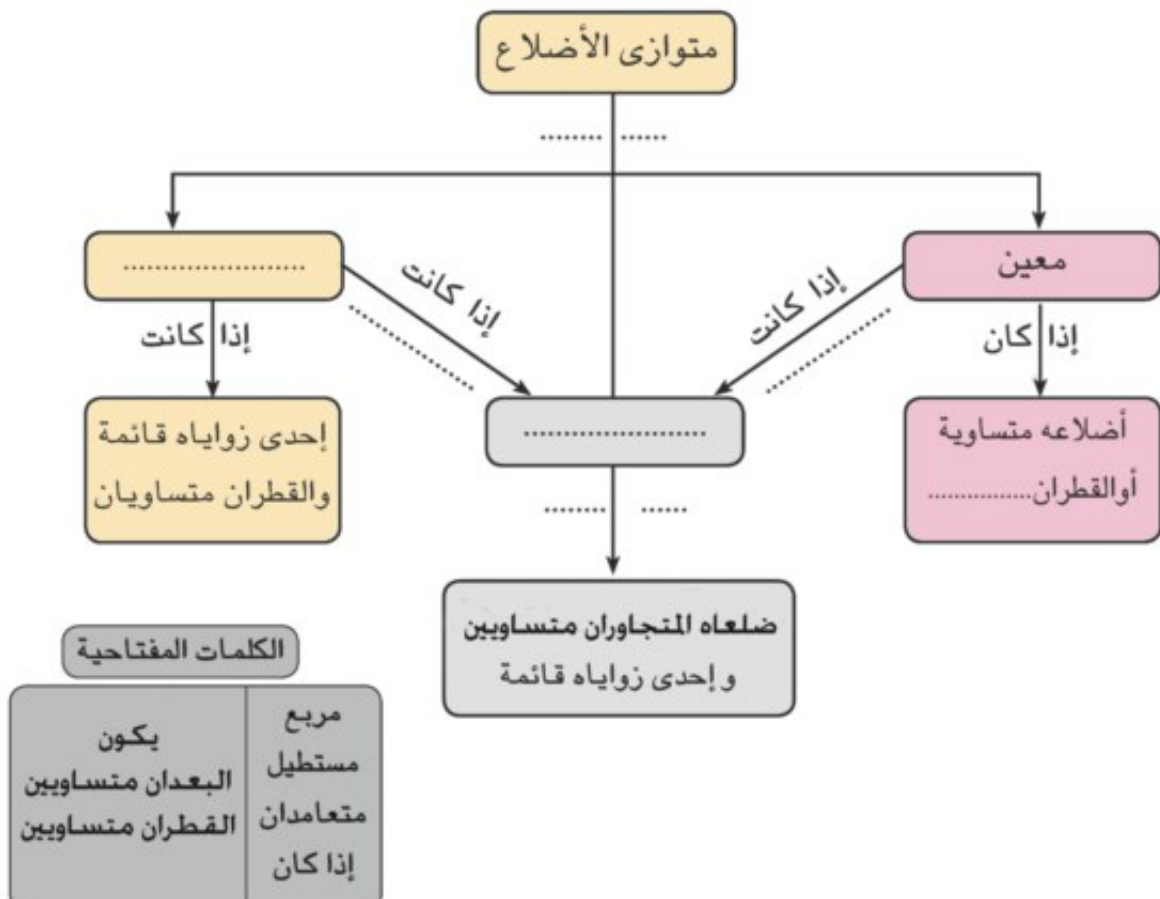 متوازى الأضلاع
........ ......
معين
......................
إذا كانت
................
إذا كانت
................
إذا كان
إذا كانت
أضلاعه متساوية
أوالقطران................
......................
إحدى زواياه قائمة
والقطران متساويان
........ ......
ضلعاه المتجاوران متساويين
و إحدى زواياه قائمة
الكلمات المفتاحية
مربع
مستطيل
متعامدان
إذا كان
يكون
البعدان متساويين
القطران متساويين